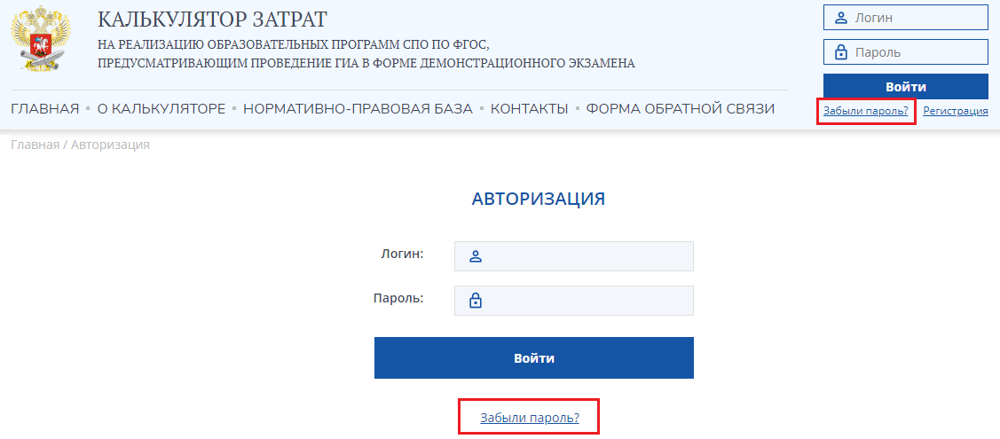 КАЛЬКУЛЯТОР ЗАТРАТ
НА РЕАЛИЗАЦИЮ ОБРАЗОВАТЕЛЬНЫХ ПРОГРАММ СПО ПО ФГОС,
ПРЕДУСМАТРИВАЮЩИМ ПРОВЕДЕНИЕ ГИА В ФОРМЕ ДЕМОНСТРАЦИОННОГО ЭКЗАМЕНА
Логин
Пароль
Войти
Забыли пароль? Регистрация
ГЛАВНАЯ ▪ О КАЛЬКУЛЯТОРЕ ▪ НОРМАТИВНО-ПРАВОВАЯ БАЗА ▪ КОНТАКТЫ ▪ ФОРМА ОБРАТНОЙ СВЯЗИ
Главная / Авторизация
АВТОРИЗАЦИЯ
Логин:
Пароль:
Войти
Забыли пароль?